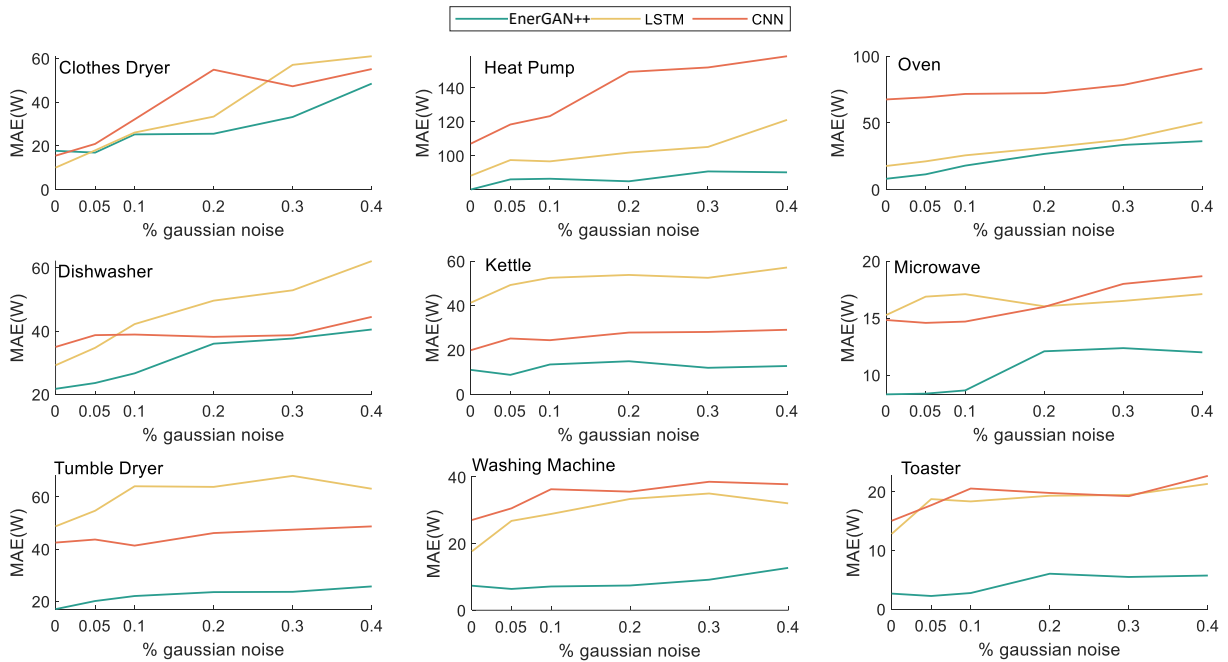 EnerGAN++ LSTM CNN
Clothes Dryer
MAE(W)
60
40
20
0
0 0.05 0.1 0.2 0.3 0.4
% gaussian noise
Heat Pump
MAE(W)
140
120
100
0 0.05 0.1 0.2 0.3 0.4
% gaussian noise
Oven
MAE(W)
100
50
0
0 0.05 0.1 0.2 0.3 0.4
% gaussian noise
Dishwasher
MAE(W)
60
40
20
0 0.05 0.1 0.2 0.3 0.4
% gaussian noise
Kettle
MAE(W)
60
40
20
0
0 0.05 0.1 0.2 0.3 0.4
% gaussian noise
Microwave
MAE(W)
20
15
10
0 0.05 0.1 0.2 0.3 0.4
% gaussian noise
Tumble Dryer
MAE(W)
60
40
20
0 0.05 0.1 0.2 0.3 0.4
% gaussian noise
Washing Machine
MAE(W)
40
20
0
0 0.05 0.1 0.2 0.3 0.4
% gaussian noise
Toaster
MAE(W)
20
10
0
0 0.05 0.1 0.2 0.3 0.4
% gaussian noise